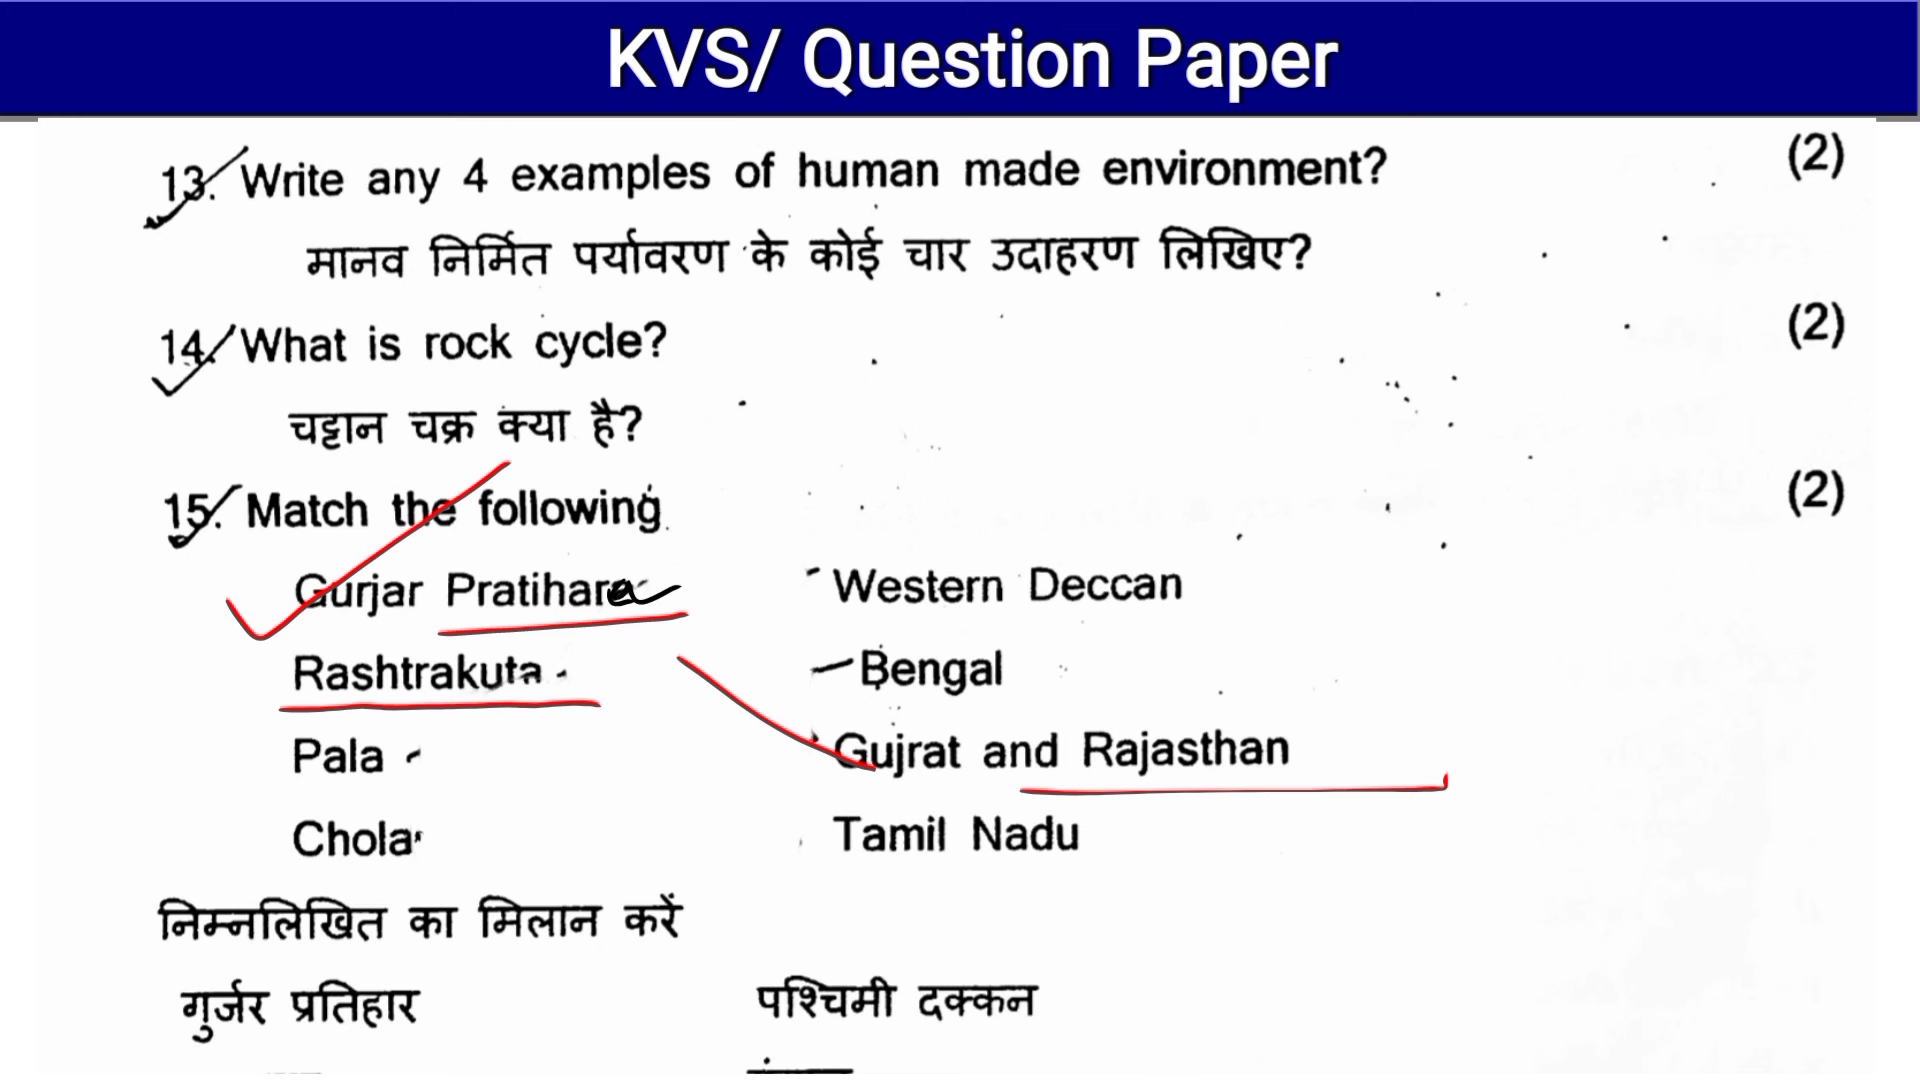 KVS/ Question Paper
13. Write any 4 examples of human made environment? (2)
मानव निर्मित पर्यावरण के कोई चार उदाहरण लिखिए?
14. What is rock cycle? (2)
चट्टान चक्र क्या है?
15. Match the following (2)
Gurjar Pratihara Western Deccan
Rashtrakuta Bengal
Pala Gujrat and Rajasthan
Chola Tamil Nadu
निम्नलिखित का मिलान करें
गुर्जर प्रतिहार पश्चिमी दक्कन